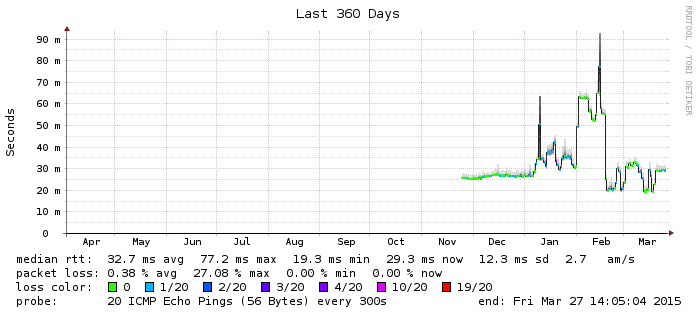 Last 360 Days
RRDTOOL / TOBI OETIKER
Seconds
90 m
80 m
70 m
60 m
50 m
40 m
30 m
20 m
10 m
0
Apr May Jun Jul Aug Sep Oct Nov Dec Jan Feb Mar
median rtt: 32.7 ms avg 77.2 ms max 19.3 ms min 29.3 ms now 12.3 ms sd 2.7 am/s
packet loss: 0.38 % avg 27.08 % max 0.00 % min 0.00 % now
loss color: 0 1/20 2/20 3/20 4/20 10/20 19/20
probe: 20 ICMP Echo Pings (56 Bytes) every 300s end: Fri Mar 27 14:05:04 2015